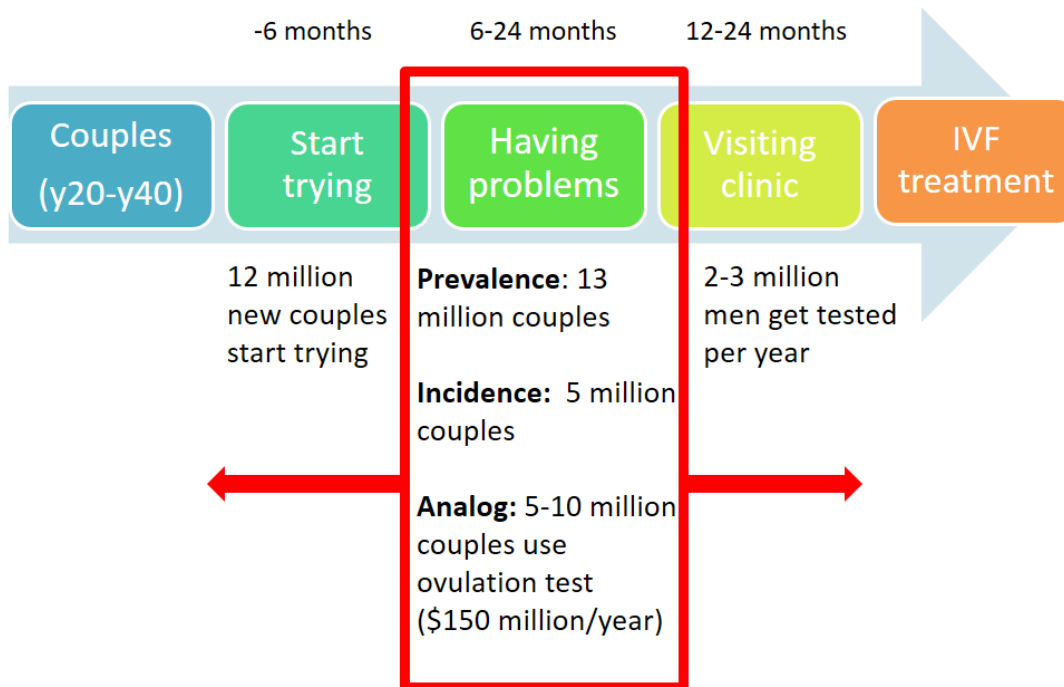 -6 months
6-24 months
12-24 months
Couples
(y20-y40)
Start
trying
Having
problems
Visiting
clinic
IVF
treatment
12 million
new couples
start trying
Prevalence: 13
million couples
Incidence: 5 million
couples
Analog: 5-10 million
couples use
ovulation test
($150 million/year)
2-3 million
men get tested
per year